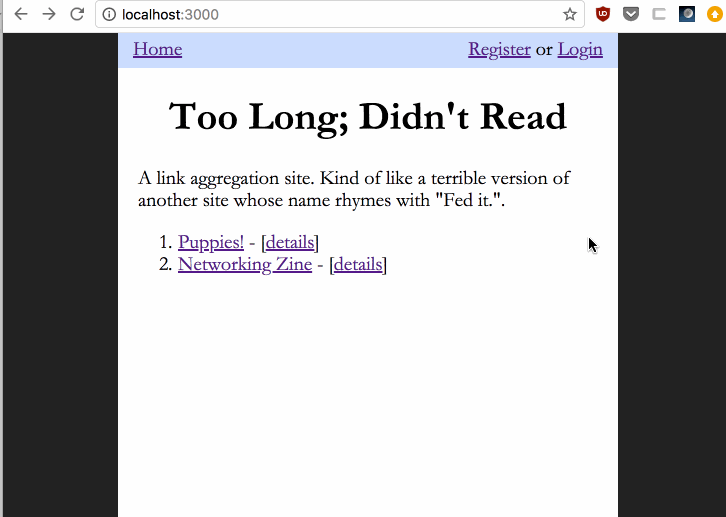 localhost:3000
Home Register or Login
Too Long; Didn't Read
A link aggregation site. Kind of like a terrible version of
another site whose name rhymes with "Fed it.".
1. Puppies! - [details]
2. Networking Zine - [details]